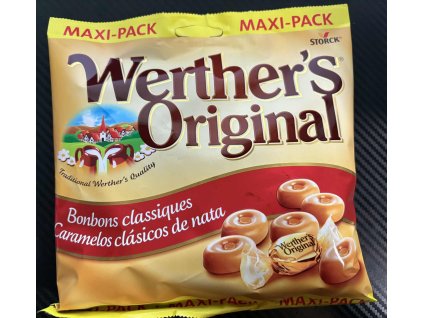 MAXI-PACK
MAXI-PACK
STORCK
Werther's
Original
Traditional Werther's Quality
Bonbons classiques
Caramelos clásicos de nata
Werther's
Original
MAXI-PACK
MAXI-PACK